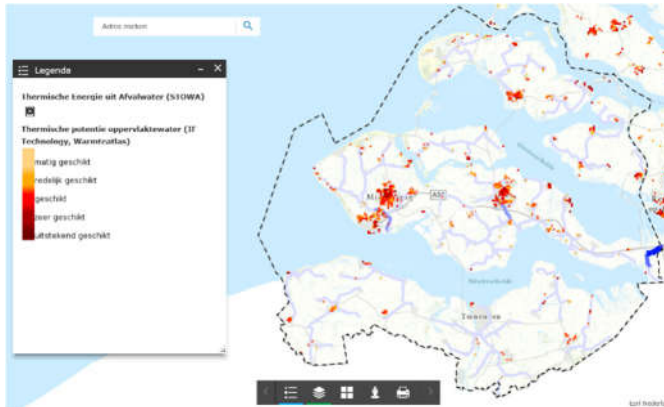 Adres zoeken
Legenda
Thermische Energie uit Afvalwater (STOWA)
Thermische potentie oppervlaktewater (IF
Technology, Warmteatlas)
matig geschikt
redelijk geschikt
geschikt
zeer geschikt
uitstekend geschikt
A58
Terneuzen